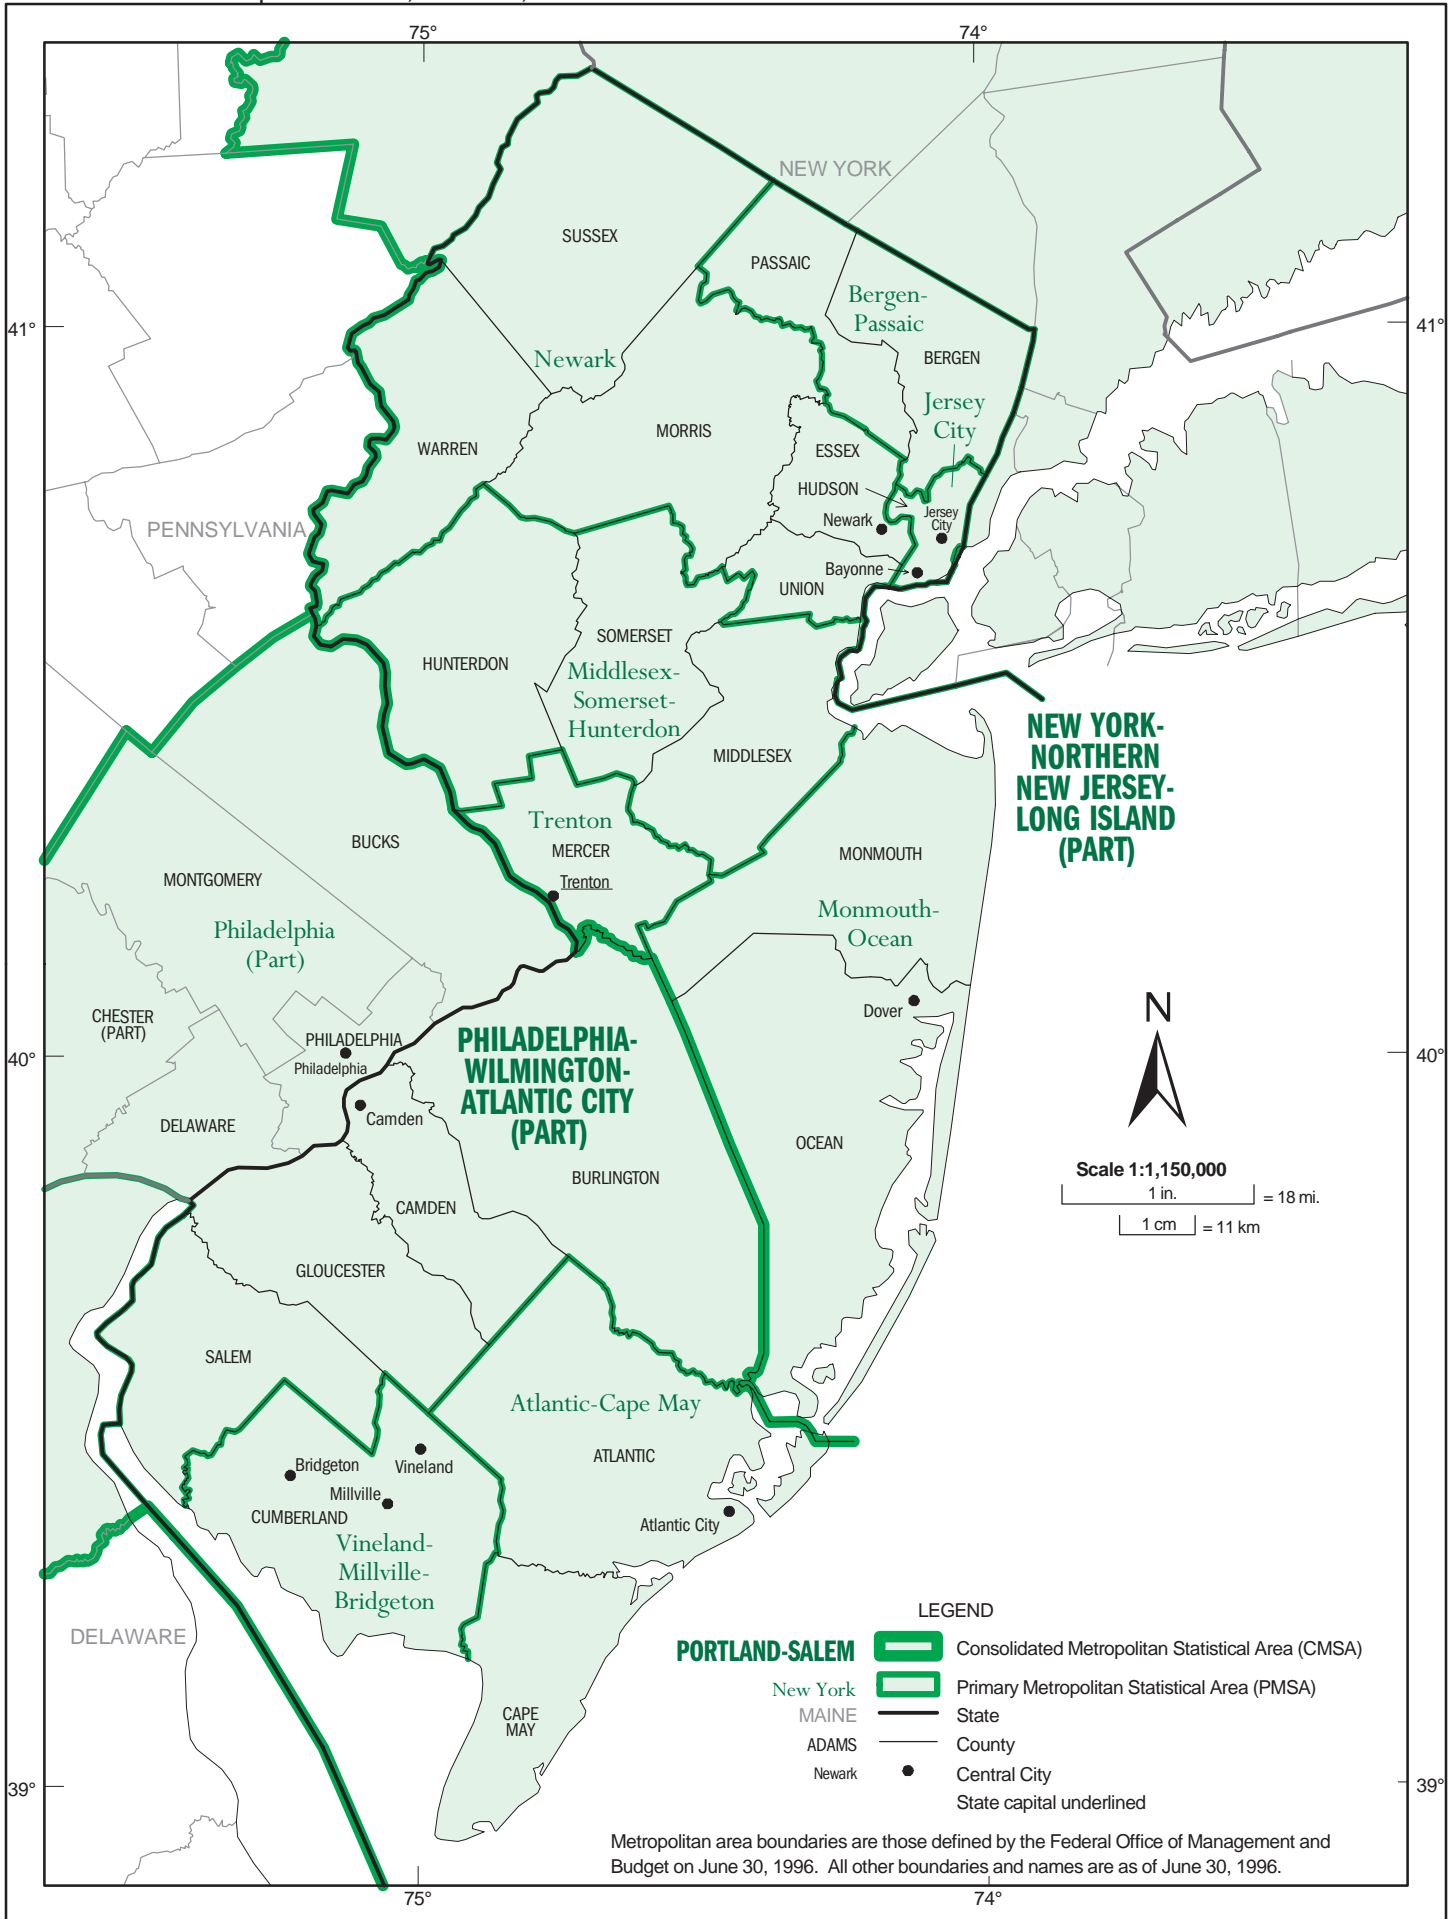 75°
74°
NEW YORK
SUSSEX
PASSAIC
Bergen-
Passaic
41°
41°
Newark
BERGEN
Jersey
City
MORRIS
WARREN
ESSEX
HUDSON
Jersey
City
Newark
PENNSYLVANIA
Bayonne
UNION
SOMERSET
HUNTERDON
Middlesex-
Somerset-
Hunterdon
MIDDLESEX
NEW YORK-
NORTHERN
NEW JERSEY-
LONG ISLAND
(PART)
Trenton
MERCER
Trenton
BUCKS
MONMOUTH
MONTGOMERY
Monmouth-
Ocean
Philadelphia
(Part)
Dover
CHESTER
(PART)
N
PHILADELPHIA
Philadelphia
PHILADELPHIA-
WILMINGTON-
ATLANTIC CITY
(PART)
40°
40°
Camden
DELAWARE
OCEAN
Scale 1:1,150,000
1 in.
= 18 mi.
1 cm
= 11 km
BURLINGTON
CAMDEN
GLOUCESTER
SALEM
Atlantic-Cape May
ATLANTIC
Bridgeton
Vineland
Millville
CUMBERLAND
Atlantic City
Vineland-
Millville-
Bridgeton
DELAWARE
CAPE
MAY
LEGEND
PORTLAND-SALEM
Consolidated Metropolitan Statistical Area (CMSA)
New York
Primary Metropolitan Statistical Area (PMSA)
MAINE
State
ADAMS
County
Newark
Central City
State capital underlined
39°
39°
Metropolitan area boundaries are those defined by the Federal Office of Management and
Budget on June 30, 1996. All other boundaries and names are as of June 30, 1996.
75°
74°